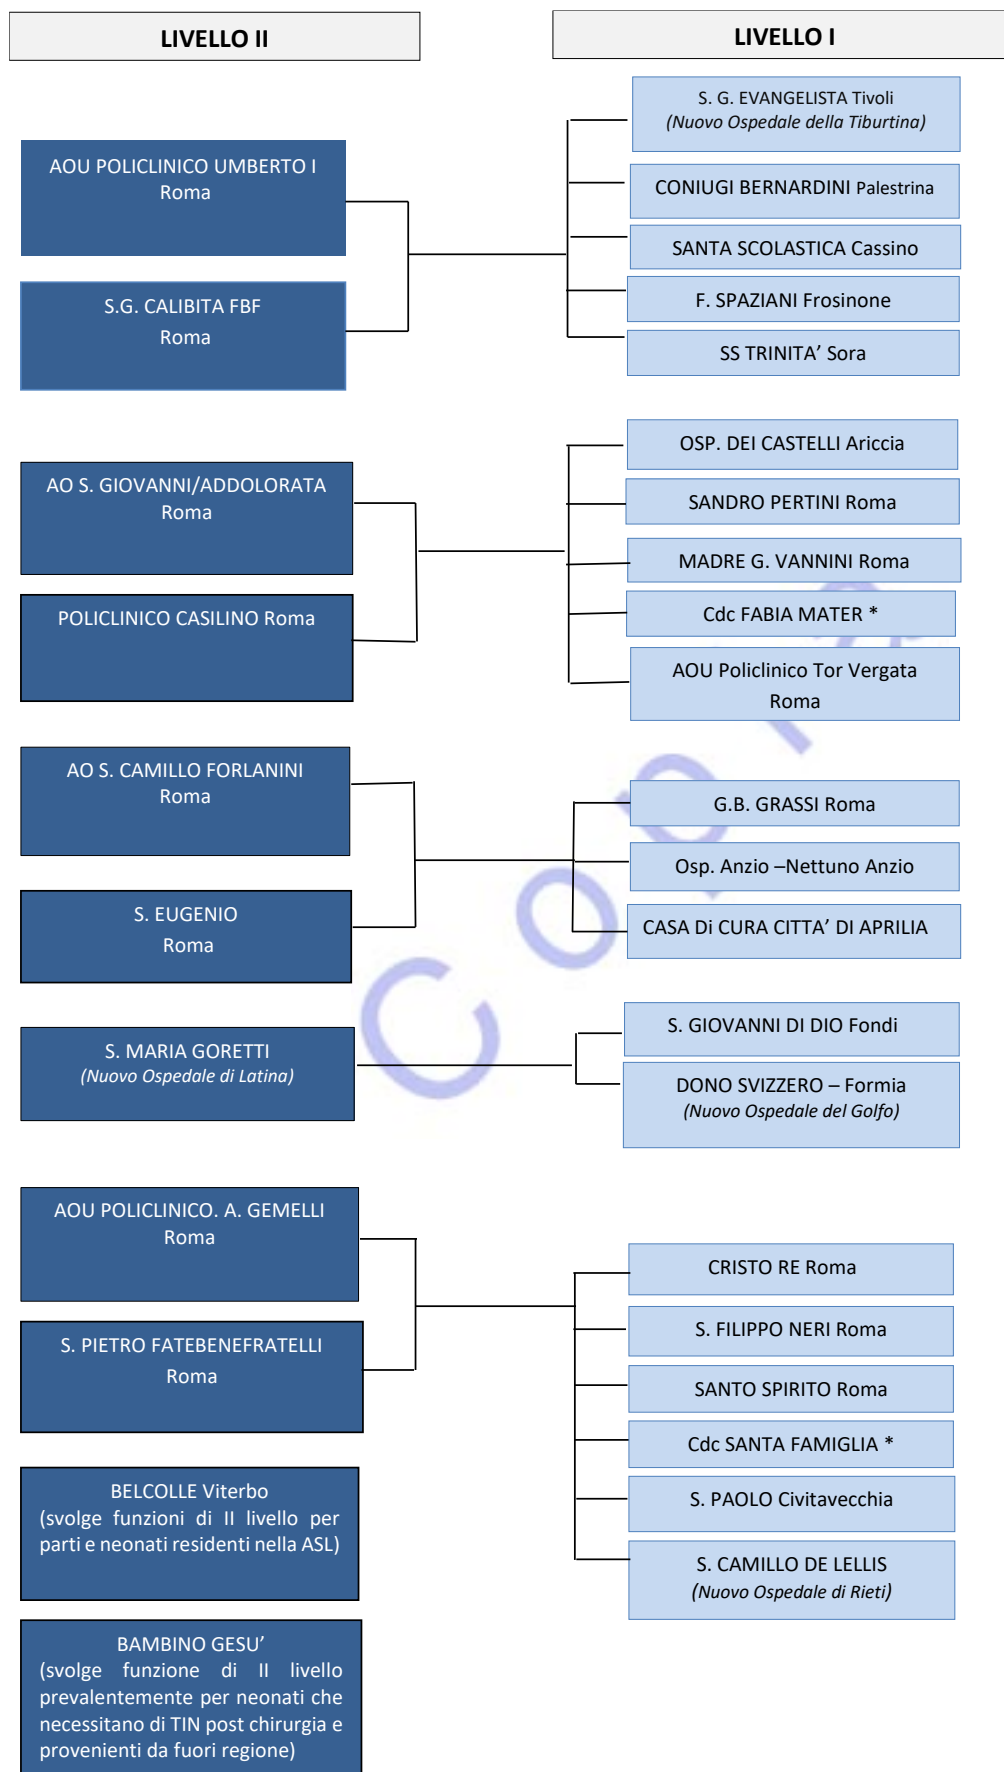 LIVELLO II
LIVELLO I
AOU POLICLINICO UMBERTO I
Roma
S.G. CALIBITA FBF
Roma
S. G. EVANGELISTA Tivoli
(Nuovo Ospedale della Tiburtina)
CONIUGI BERNARDINI Palestrina
SANTA SCOLASTICA Cassino
F. SPAZIANI Frosinone
SS TRINITA’ Sora
AO S. GIOVANNI/ADDOLORATA
Roma
POLICLINICO CASILINO Roma
OSP. DEI CASTELLI Ariccia
SANDRO PERTINI Roma
MADRE G. VANNINI Roma
Cdc FABIA MATER *
AOU Policlinico Tor Vergata
Roma
AO S. CAMILLO FORLANINI
Roma
S. EUGENIO
Roma
G.B. GRASSI Roma
Osp. Anzio –Nettuno Anzio
CASA Di CURA CITTA’ DI APRILIA
S. MARIA GORETTI
(Nuovo Ospedale di Latina)
S. GIOVANNI DI DIO Fondi
DONO SVIZZERO – Formia
(Nuovo Ospedale del Golfo)
AOU POLICLINICO. A. GEMELLI
Roma
S. PIETRO FATEBENEFRATELLI
Roma
CRISTO RE Roma
S. FILIPPO NERI Roma
SANTO SPIRITO Roma
Cdc SANTA FAMIGLIA *
S. PAOLO Civitavecchia
S. CAMILLO DE LELLIS
(Nuovo Ospedale di Rieti)
BELCOLLE Viterbo
(svolge funzioni di II livello per
parti e neonati residenti nella ASL)
BAMBINO GESU’
(svolge funzione di II livello
prevalentemente per neonati che
necessitano di TIN post chirurgia e
provenienti da fuori regione)
Copia